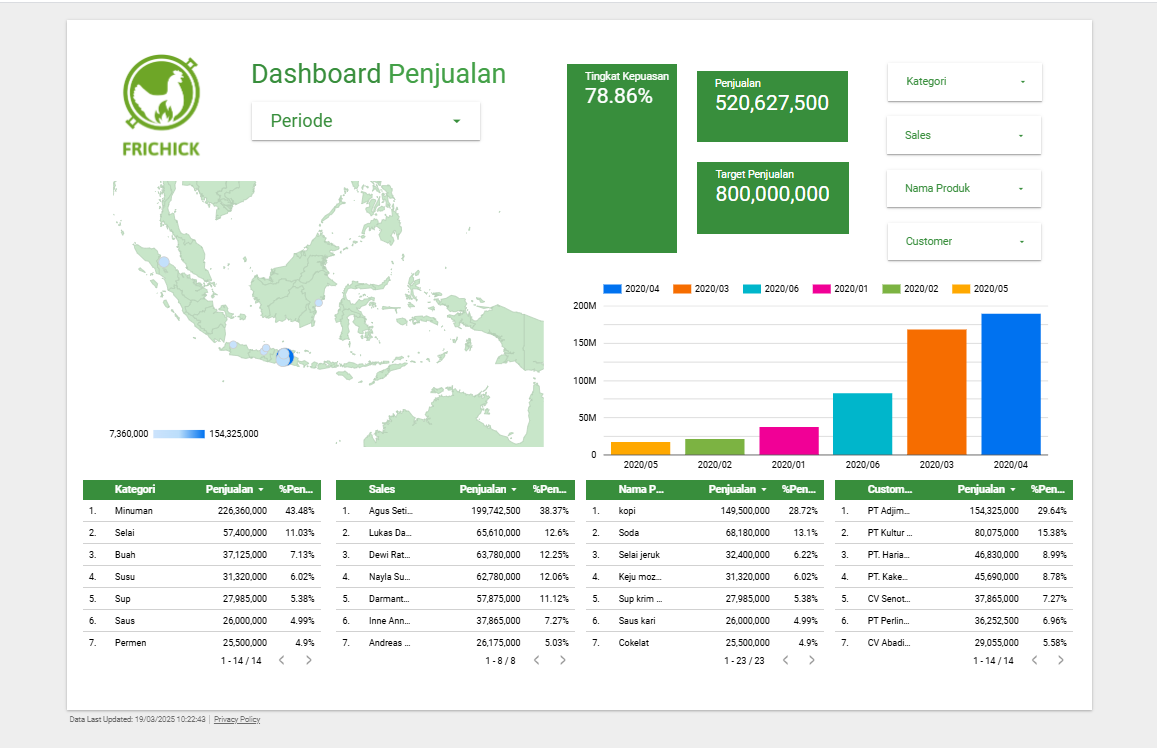 FRICHICK
Dashboard Penjualan
Periode
Tingkat Kepuasan
78.86%
Penjualan
520,627,500
Target Penjualan
800,000,000
Kategori
Sales
Nama Produk
Customer
7,360,000 154,325,000
2020/04 2020/03 2020/06 2020/01 2020/02 2020/05
200M
150M
100M
50M
0
2020/05 2020/02 2020/01 2020/06 2020/03 2020/04
Kategori Penjualan %Pen...
1. Minuman 226,360,000 43.48%
2. Selai 57,400,000 11.03%
3. Buah 37,125,000 7.13%
4. Susu 31,320,000 6.02%
5. Sup 27,985,000 5.38%
6. Saus 26,000,000 4.99%
7. Permen 25,500,000 4.9%
1 - 14 / 14
Sales Penjualan %Pen...
1. Agus Seti... 199,742,500 38.37%
2. Lukas Da... 65,610,000 12.6%
3. Dewi Rat... 63,780,000 12.25%
4. Nayla Su... 62,780,000 12.06%
5. Darmant... 57,875,000 11.12%
6. Inne Ann... 37,865,000 7.27%
7. Andreas ... 26,175,000 5.03%
1 - 8 / 8
Nama P... Penjualan %Pen...
1. kopi 149,500,000 28.72%
2. Soda 68,180,000 13.1%
3. Selai jeruk 32,400,000 6.22%
4. Keju moz... 31,320,000 6.02%
5. Sup krim ... 27,985,000 5.38%
6. Saus kari 26,000,000 4.99%
7. Cokelat 25,500,000 4.9%
1 - 23 / 23
Custom... Penjualan %Pen...
1. PT Adjim... 154,325,000 29.64%
2. PT Kultur ... 80,075,000 15.38%
3. PT. Haria... 46,830,000 8.99%
4. PT. Kake... 45,690,000 8.78%
5. CV Senot... 37,865,000 7.27%
6. PT Perlin... 36,252,500 6.96%
7. CV Abadi... 29,055,000 5.58%
1 - 14 / 14
Data Last Updated: 19/03/2025 10:22:43 | Privacy Policy